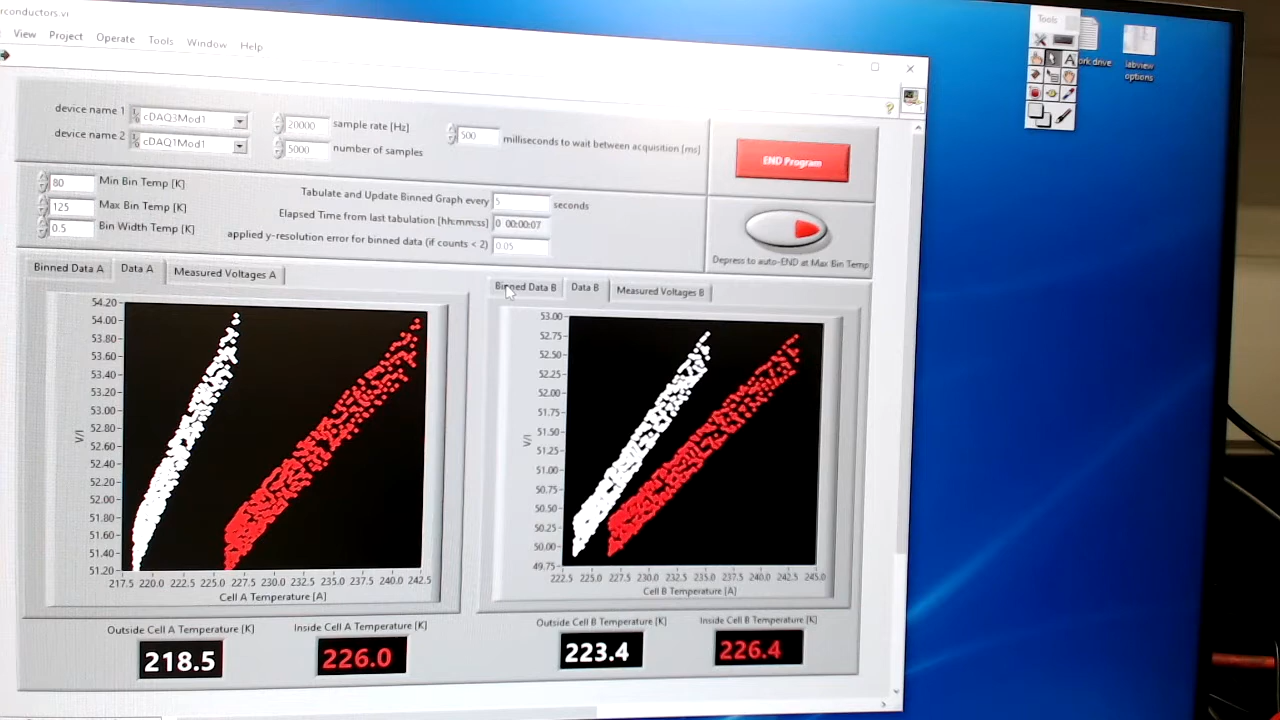 rconductors.vi
View Project Operate Tools Window Help
Tools
ork drive
labview
options
device name 1 cDAQ3Mod1
device name 2 cDAQ1Mod1
20000 sample rate [Hz]
5000 number of samples
500 milliseconds to wait between acquisition [ms]
END Program
80 Min Bin Temp [K]
125 Max Bin Temp [K]
0.5 Bin Width Temp [K]
Tabulate and Update Binned Graph every 5 seconds
Elapsed Time from last tabulation [hh:mm:ss] 0 00:00:07
applied y-resolution error for binned data (if counts < 2) 0.05
Depress to auto-END at Max Bin Temp
Binned Data A Data A Measured Voltages A
54.20
54.00
53.80
53.60
53.40
53.20
53.00
52.80
52.60
52.40
52.20
52.00
51.80
51.60
51.40
51.20
V/I
217.5 220.0 222.5 225.0 227.5 230.0 232.5 235.0 237.5 240.0 242.5
Cell A Temperature [A]
Outside Cell A Temperature [K]
218.5
Inside Cell A Temperature [K]
226.0
Binned Data B Data B Measured Voltages B
53.00
52.75
52.50
52.25
52.00
51.75
51.50
51.25
51.00
50.75
50.50
50.25
50.00
49.75
V/I
222.5 225.0 227.5 230.0 232.5 235.0 237.5 240.0 242.5 245.0
Cell B Temperature [A]
Outside Cell B Temperature [K]
223.4
Inside Cell B Temperature [K]
226.4